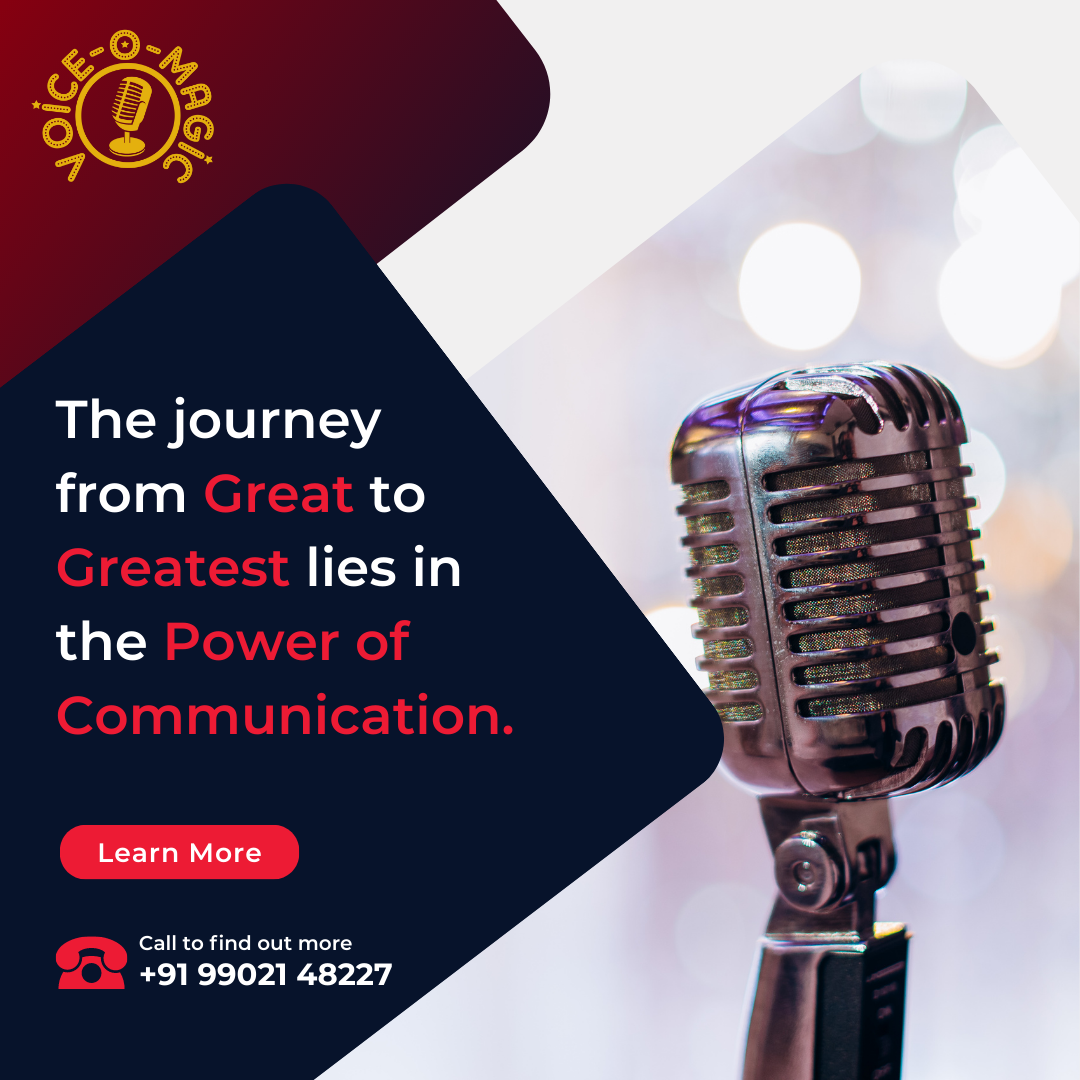 VOICE-O-MAGIC
The journey
from Great to
Greatest lies in
the Power of
Communication.
Learn More
Call to find out more
+91 99021 48227